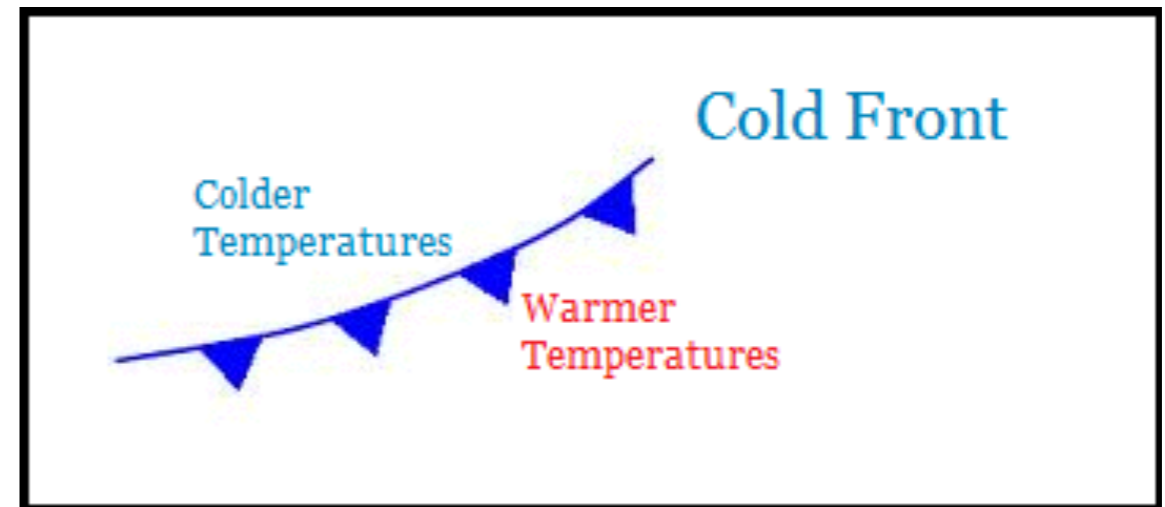 Cold Front
Colder
Temperatures
Warmer
Temperatures